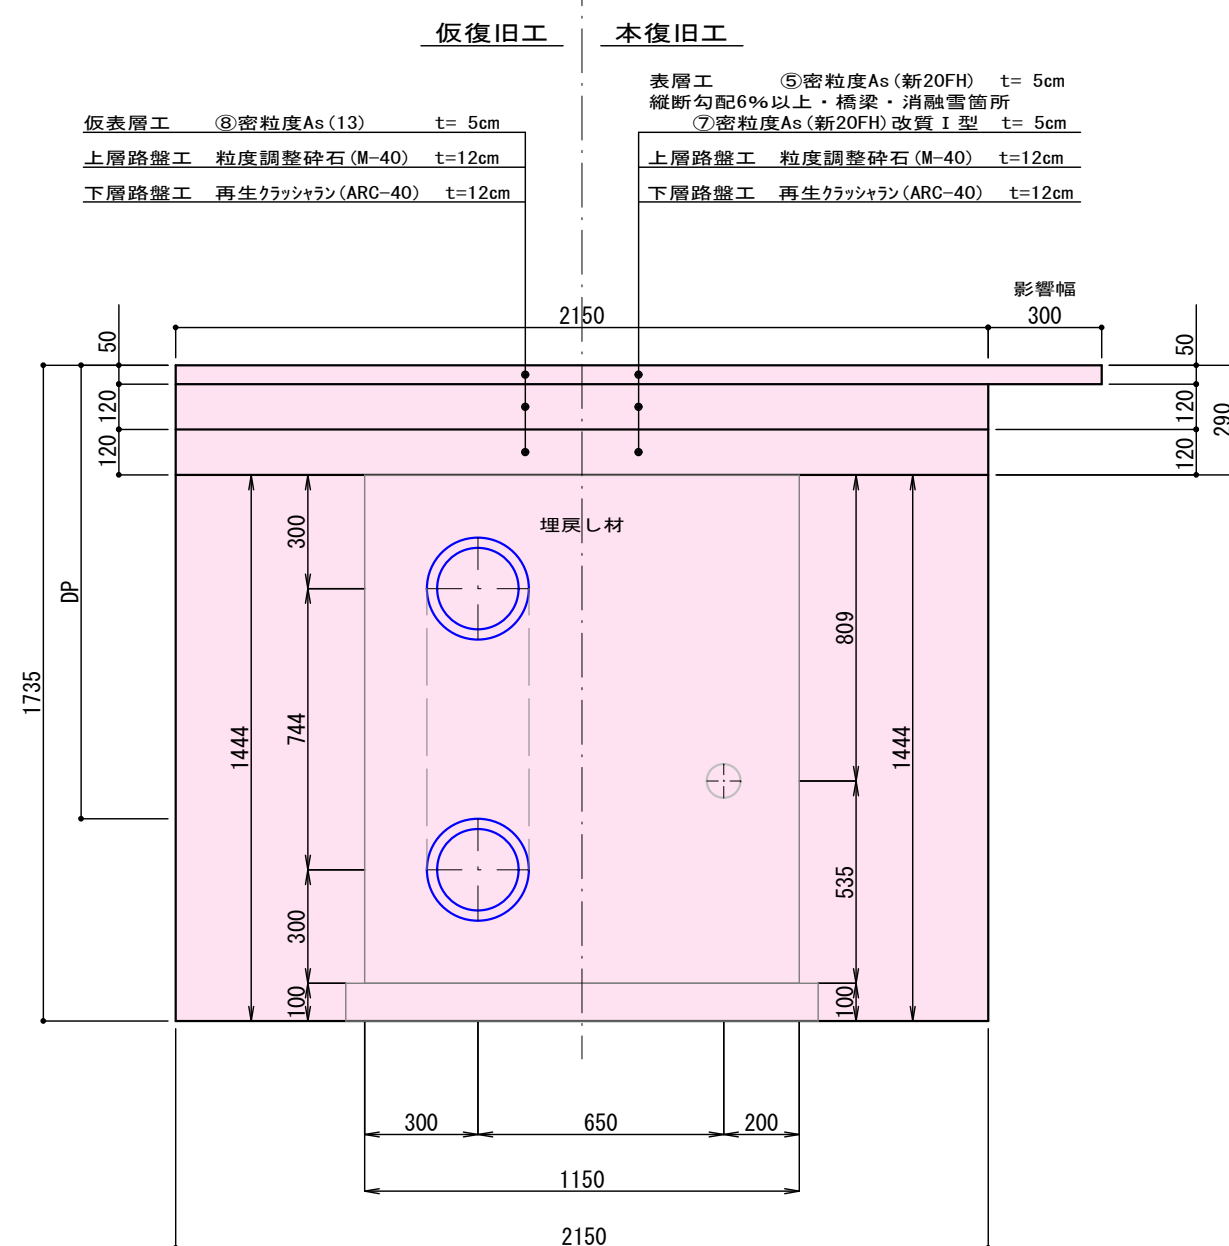 仮復旧工
本復旧工
仮表層工 ⑧密粒度As(13) t= 5cm
上層路盤工 粒度調整砕石(M-40) t=12cm
下層路盤工 再生クラッシャラン(ARC-40) t=12cm
表層工 ⑤密粒度As(新20FH) t= 5cm
縦断勾配6%以上・橋梁・消融雪箇所
⑦密粒度As(新20FH)改質Ⅰ型 t= 5cm
上層路盤工 粒度調整砕石(M-40) t=12cm
下層路盤工 再生クラッシャラン(ARC-40) t=12cm
影響幅
2150
300
50
120
120
50
120
120
290
埋戻し材
DP
1735
1444
300
744
300
100
809
535
100
1444
300
650
200
1150
2150